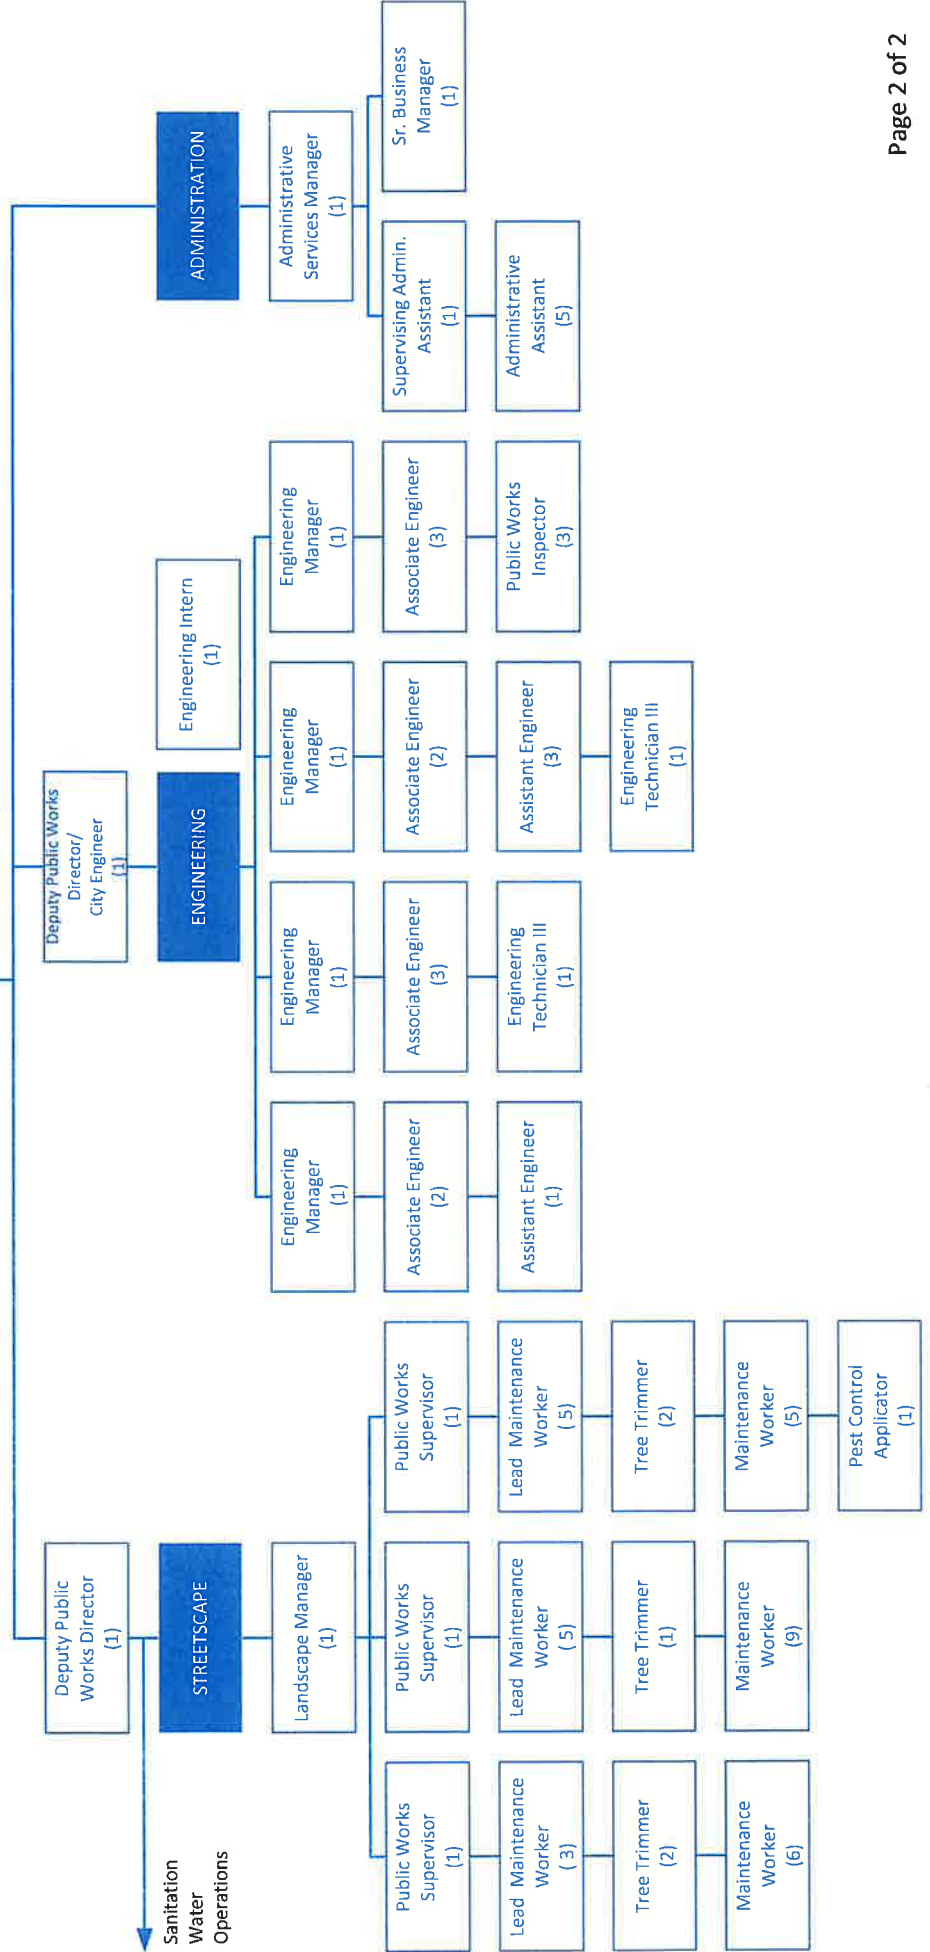 Deputy Public
Works Director
(1)
Sanitation
Water
Operations
STREETSCAPE
Landscape Manager
(1)
Public Works
Supervisor
(1)
Lead  Maintenance
Worker
( 3)
Tree Trimmer
(2)
Maintenance
Worker
(6)
Public Works
Supervisor
(1)
Lead  Maintenance
Worker
( 5)
Tree Trimmer
(1)
Maintenance
Worker
(9)
Public Works
Supervisor
(1)
Lead  Maintenance
Worker
( 5)
Tree Trimmer
(2)
Maintenance
Worker
(5)
Pest Control
Applicator
(1)
Deputy Public Works
Director/
City Engineer
(1)
ENGINEERING
Engineering Intern
(1)
Engineering
Manager
(1)
Associate Engineer
(2)
Assistant Engineer
(1)
Engineering
Manager
(1)
Associate Engineer
(3)
Engineering
Technician III
(1)
Engineering
Manager
(1)
Associate Engineer
(2)
Assistant Engineer
(3)
Engineering
Technician III
(1)
Engineering
Manager
(1)
Associate Engineer
(3)
Public Works
Inspector
(3)
ADMINISTRATION
Administrative
Services Manager
(1)
Supervising Admin.
Assistant
(1)
Administrative
Assistant
(5)
Sr. Business
Manager
(1)
Page 2 of 2